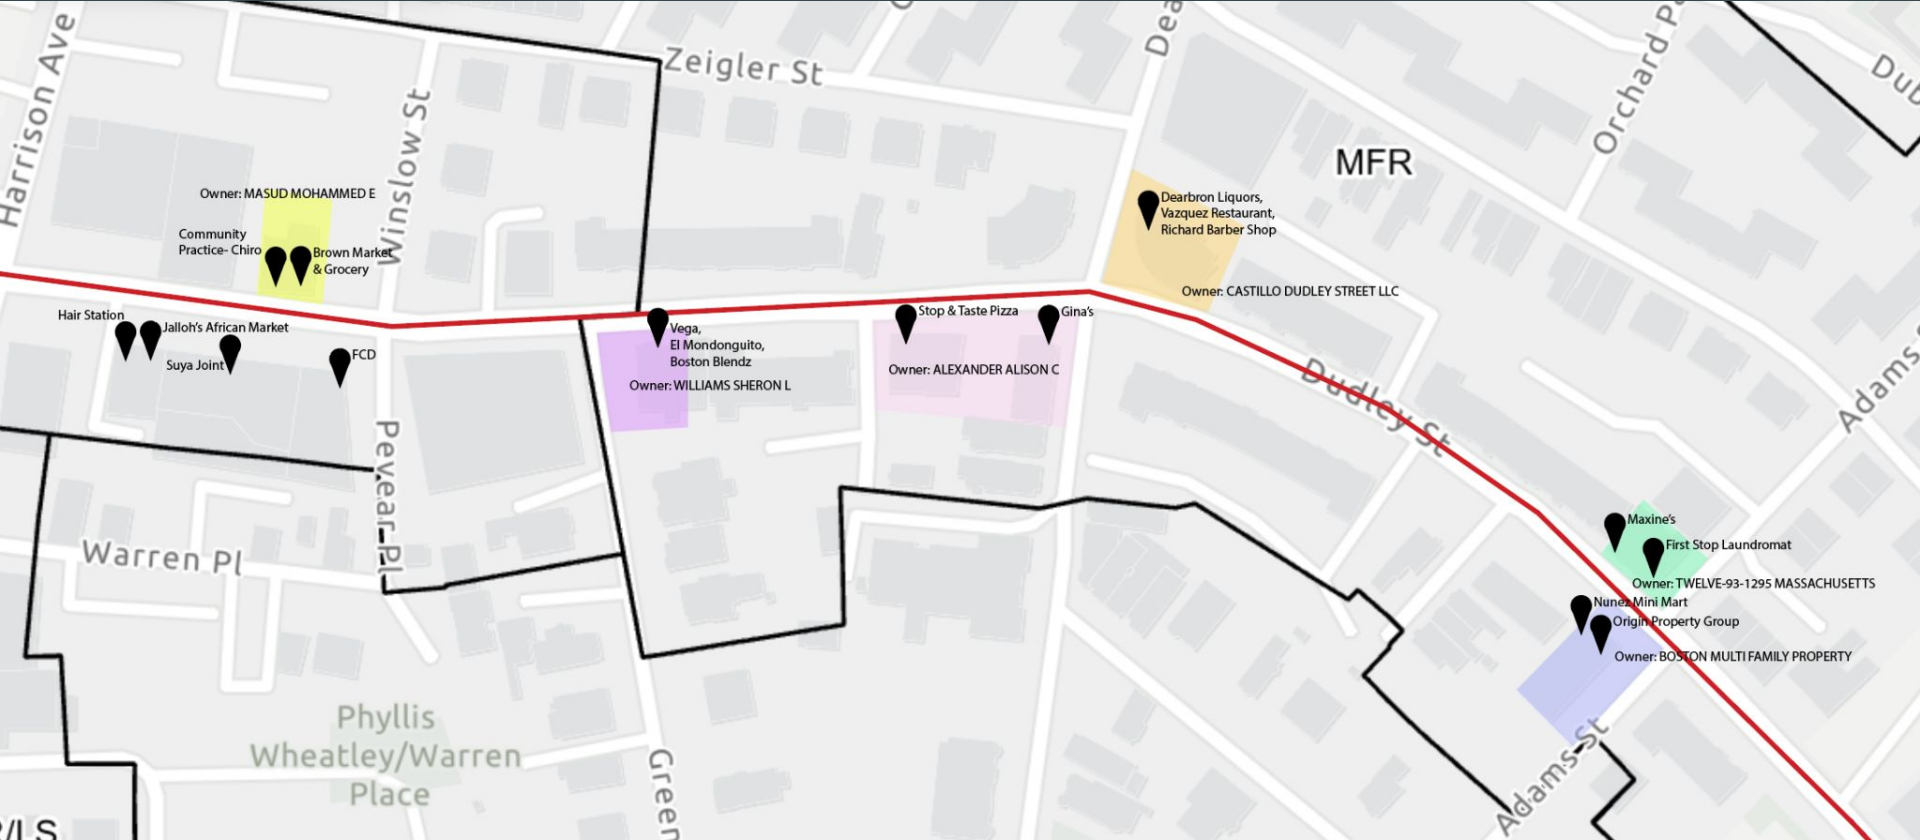 Harrison Ave
Zeigler St
Dea
Orchard P
Dub
MFR
Winslow St
Owner: MASUD MOHAMMED E
Community
Practice- Chiro
Brown Market
& Grocery
Dearbron Liquors,
Vazquez Restaurant,
Richard Barber Shop
Owner: CASTILLO DUDLEY STREET LLC
Hair Station
Jalloh's African Market
Suya Joint
FCD
Vega,
El Mondonguito,
Boston Blendz
Owner: WILLIAMS SHERON L
Stop & Taste Pizza
Gina's
Owner: ALEXANDER ALISON C
Dudley St
Adams S
Pevear Pl
Warren Pl
Maxine's
First Stop Laundromat
Owner: TWELVE-93-1295 MASSACHUSETTS
Nunez Mini Mart
Origin Property Group
Owner: BOSTON MULTI FAMILY PROPERTY
Adams St
Phyllis
Wheatley/Warren
Place
Green
/LS